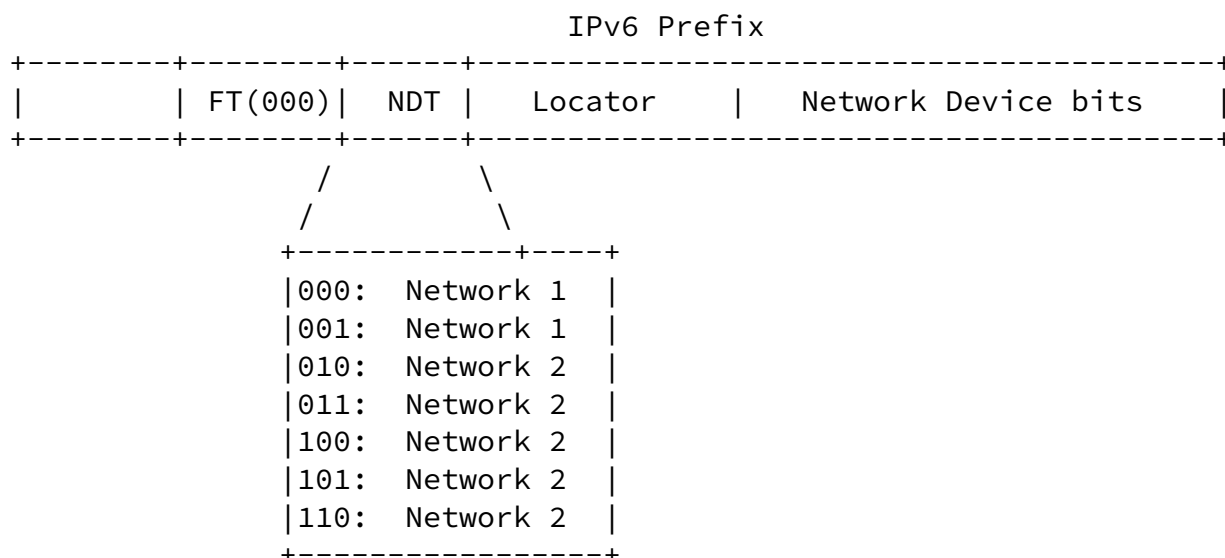 IPv6 Prefix
+--------+--------+------+--------------------------------------+
|        | FT(000)|  NDT |   Locator    |   Network Device bits    |
+--------+--------+------+--------------------------------------+
/        \
/          \
+------------+----+
|000:  Network 1  |
|001:  Network 1  |
|010:  Network 2  |
|011:  Network 2  |
|100:  Network 2  |
|101:  Network 2  |
|110:  Network 2  |
+-----------------+